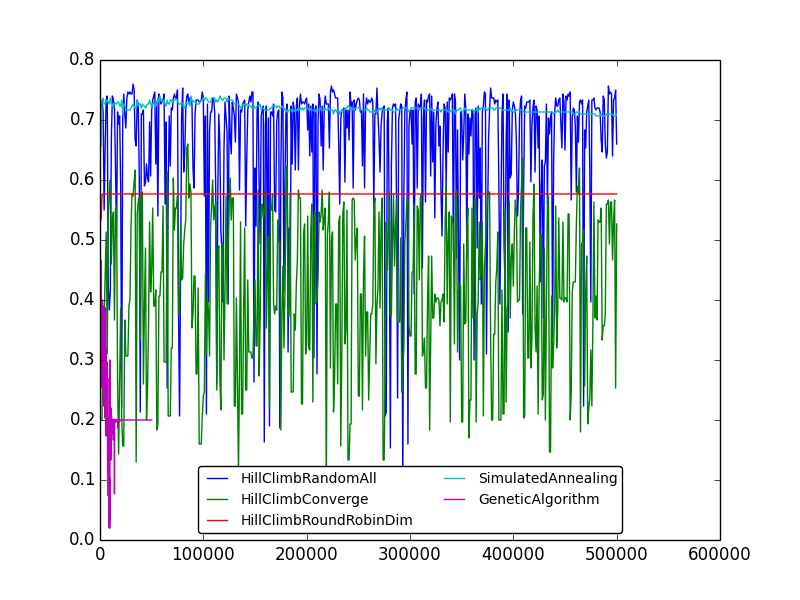 0.8
0.7
0.6
0.5
0.4
0.3
0.2
0.1
0.0
HillClimbRandomAll
HillClimbConverge
HillClimbRoundRobinDim
SimulatedAnnealing
GeneticAlgorithm
0 100000 200000 300000 400000 500000 600000